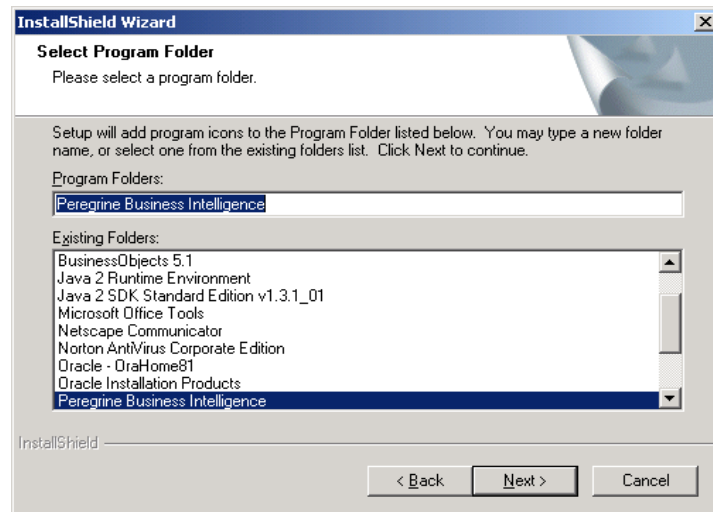 InstallShield Wizard
Select Program Folder
Please select a program folder.
Setup will add program icons to the Program Folder listed below. You may type a new folder
name, or select one from the existing folders list. Click Next to continue.
Program Folders:
Peregrine Business Intelligence
Existing Folders:
BusinessObjects 5.1
Java 2 Runtime Environment
Java 2 SDK Standard Edition v1.3.1_01
Microsoft Office Tools
Netscape Communicator
Norton AntiVirus Corporate Edition
Oracle - OraHome81
Oracle Installation Products
Peregrine Business Intelligence
InstallShield
< Back Next > Cancel